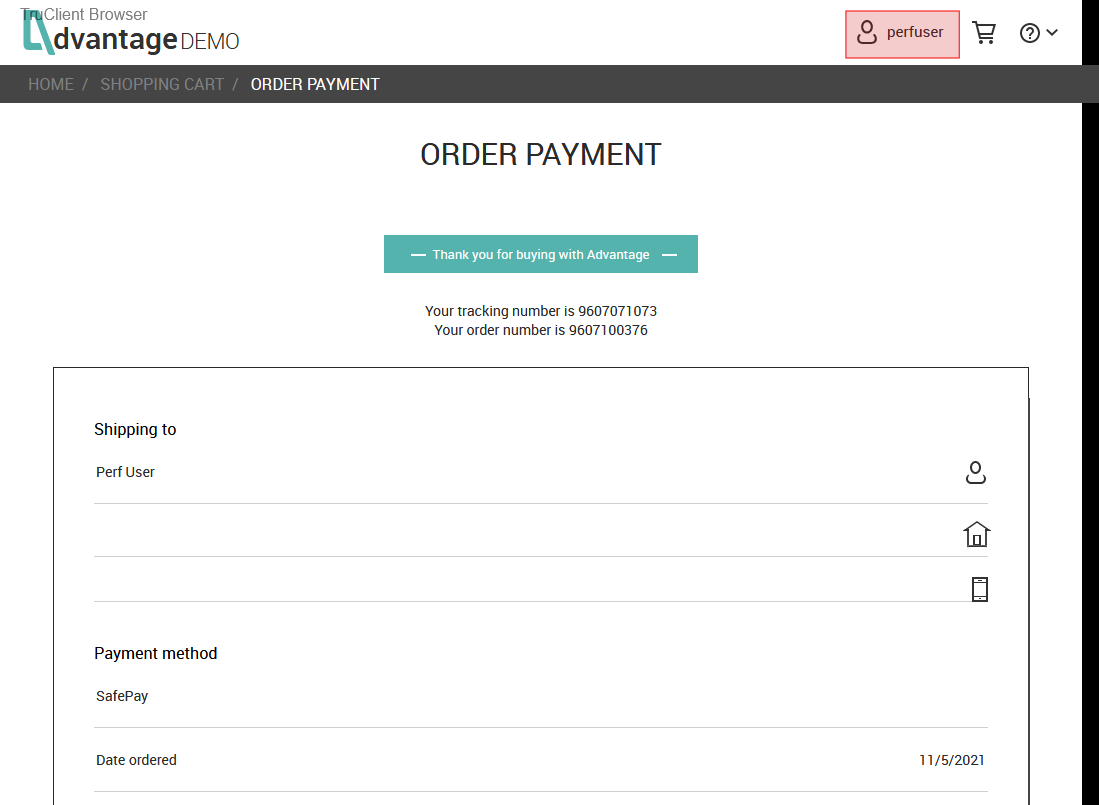 TruClient Browser
dvantage DEMO
perfuser
HOME / SHOPPING CART / ORDER PAYMENT
ORDER PAYMENT
— Thank you for buying with Advantage —
Your tracking number is 9607071073
Your order number is 9607100376
Shipping to
Perf User
Payment method
SafePay
Date ordered 11/5/2021